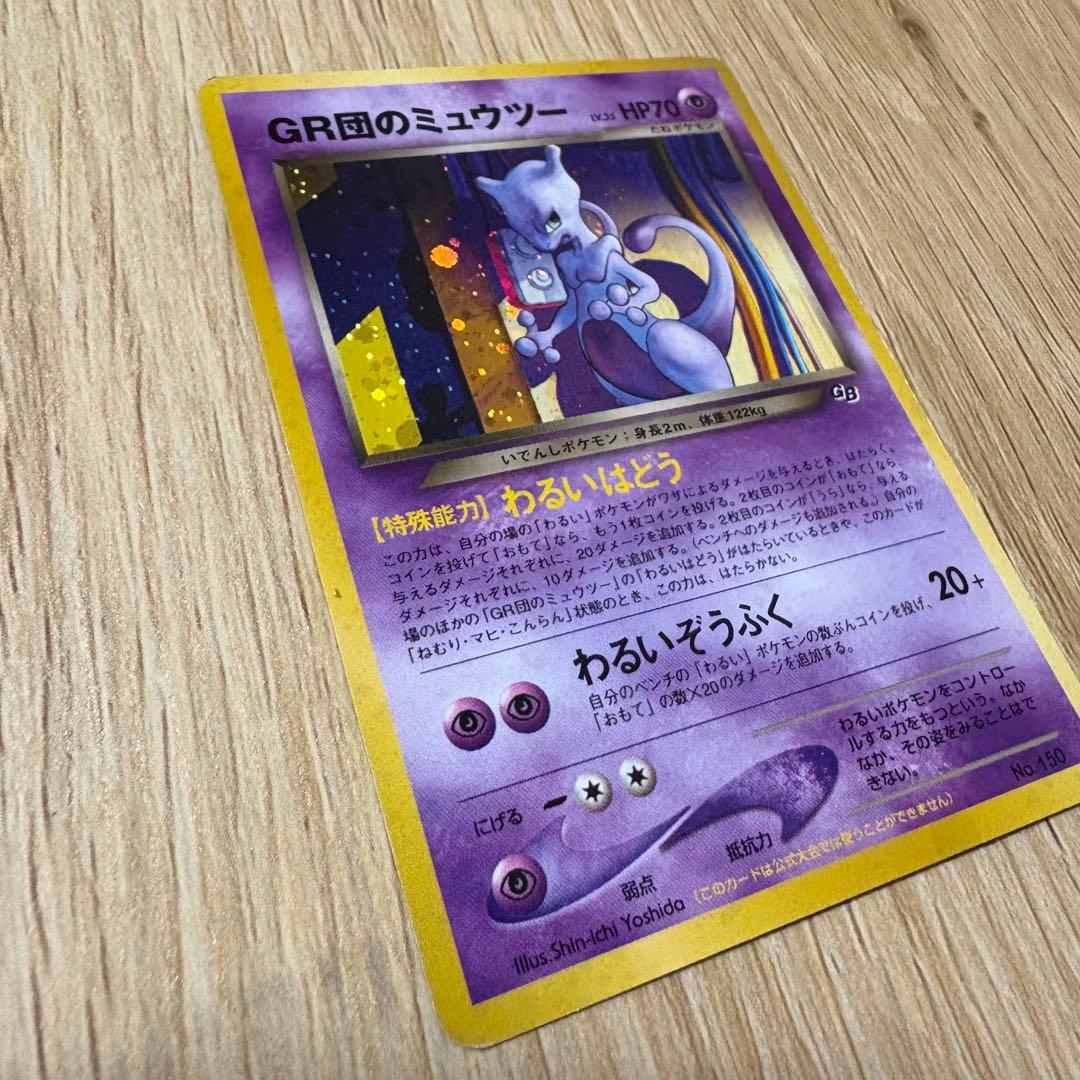 GR団のミュウツー LV.35 HP70
たねポケモン
GB
いでんしポケモン：身長2m、体重122kg
【特殊能力】わるいはどう
この力は、自分の場の「わるい」ポケモンがワザによるダメージを与えるとき、はたらく。
コインを投げて「おもて」なら、もう1枚コインを投げる。2枚目のコインが「おもて」なら、
与えるダメージそれぞれに、20ダメージを追加する。2枚目のコインが「うら」なら、与える
ダメージそれぞれに、10ダメージを追加する。（ベンチへのダメージも追加される。）自分の
場のほかの「GR団のミュウツー」の「わるいはどう」がはたらいているときや、このカードが
「ねむり・マヒ・こんらん」状態のとき、この力は、はたらかない。
わるいぞうふく 20+
自分のベンチの「わるい」ポケモンの数ぶんコインを投げ、
「おもて」の数×20のダメージを追加する。
わるいポケモンをコントロー
ルする力をもつという。なか
なか、その姿をみることはで
きない。
No.150
にげる
弱点
抵抗力
Illus. Shin-ichi Yoshida （このカードは公式大会では使うことができません）